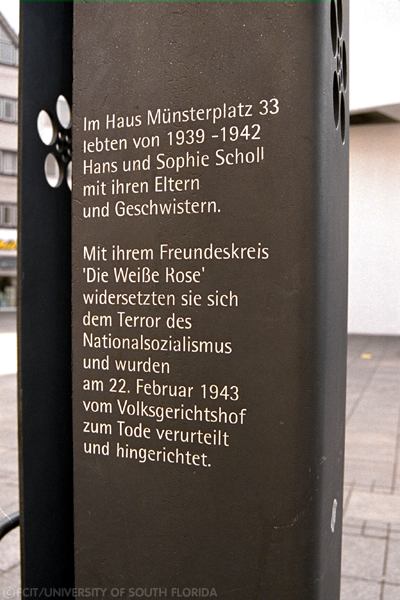 Im Haus Münsterplatz 33
lebten von 1939 -1942
Hans und Sophie Scholl
mit ihren Eltern
und Geschwistern.
Mit ihrem Freundeskreis
'Die Weiße Rose'
widersetzten sie sich
dem Terror des
Nationalsozialismus
und wurden
am 22. Februar 1943
vom Volksgerichtshof
zum Tode verurteilt
und hingerichtet.
©FCIT/UNIVERSITY OF SOUTH FLORIDA